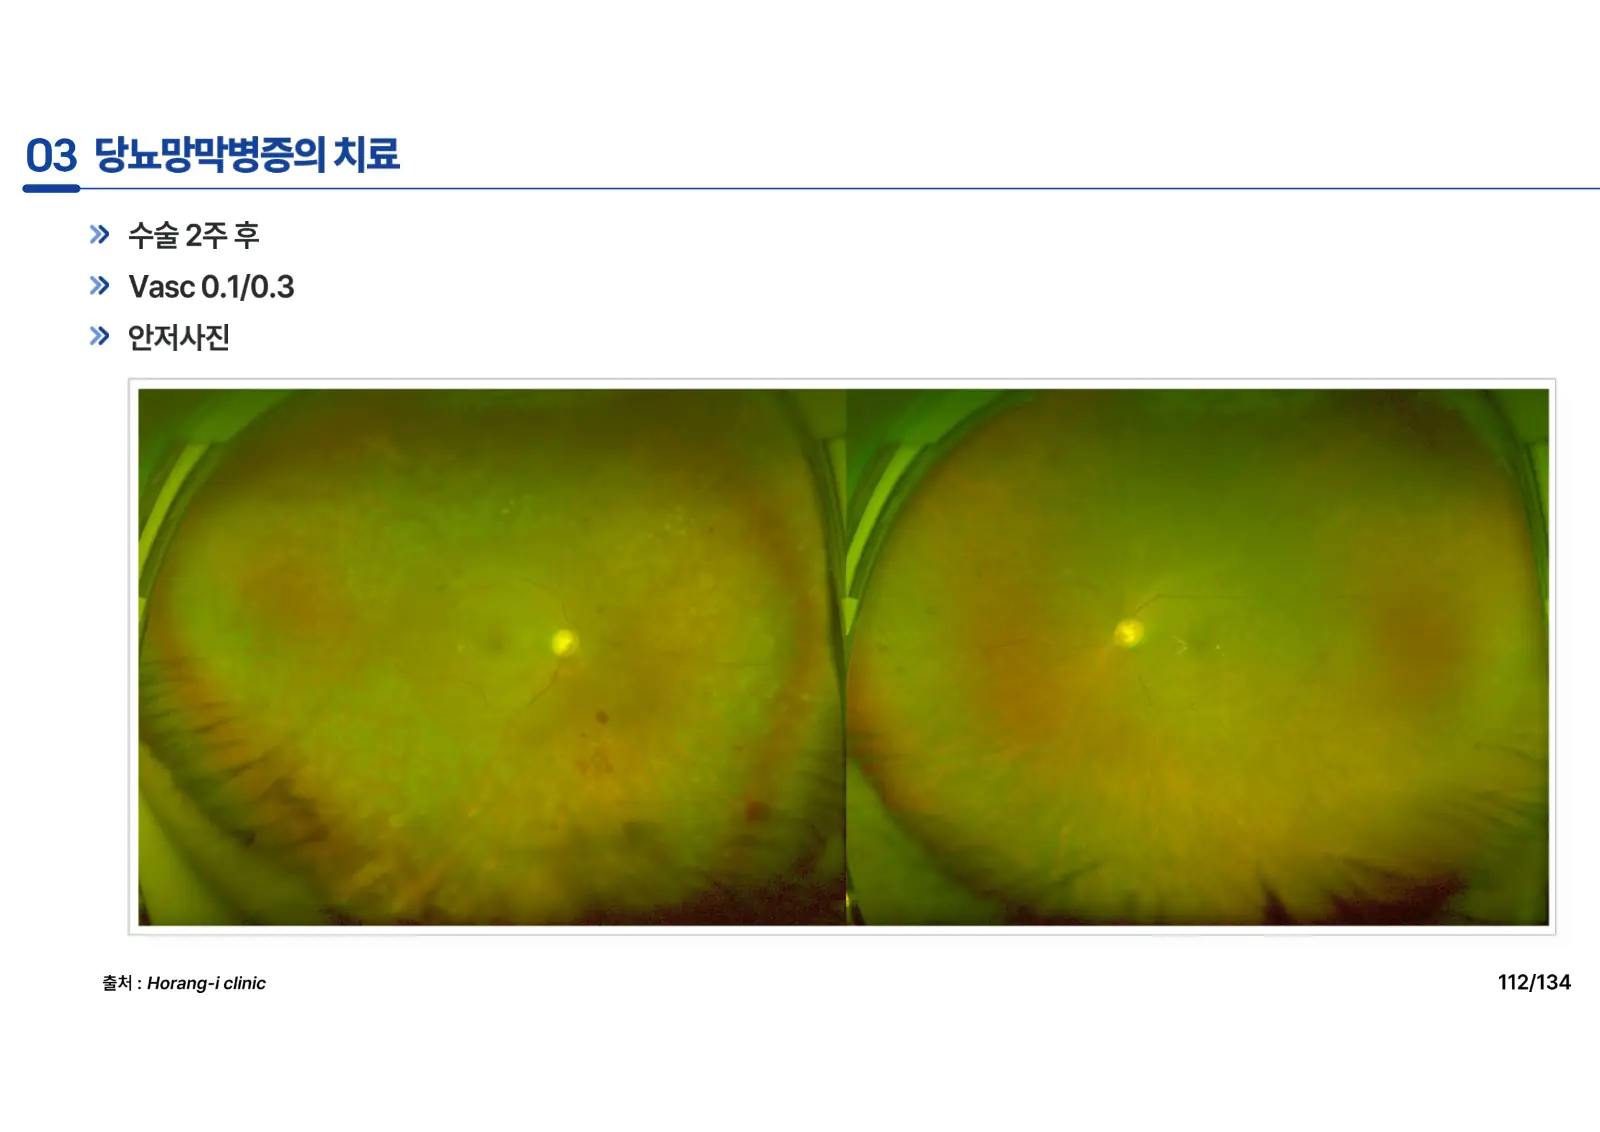 03 당뇨망막병증의 치료
수술 2주 후
Vasc 0.1/0.3
안저사진
출처 : Horang-i clinic
112/134